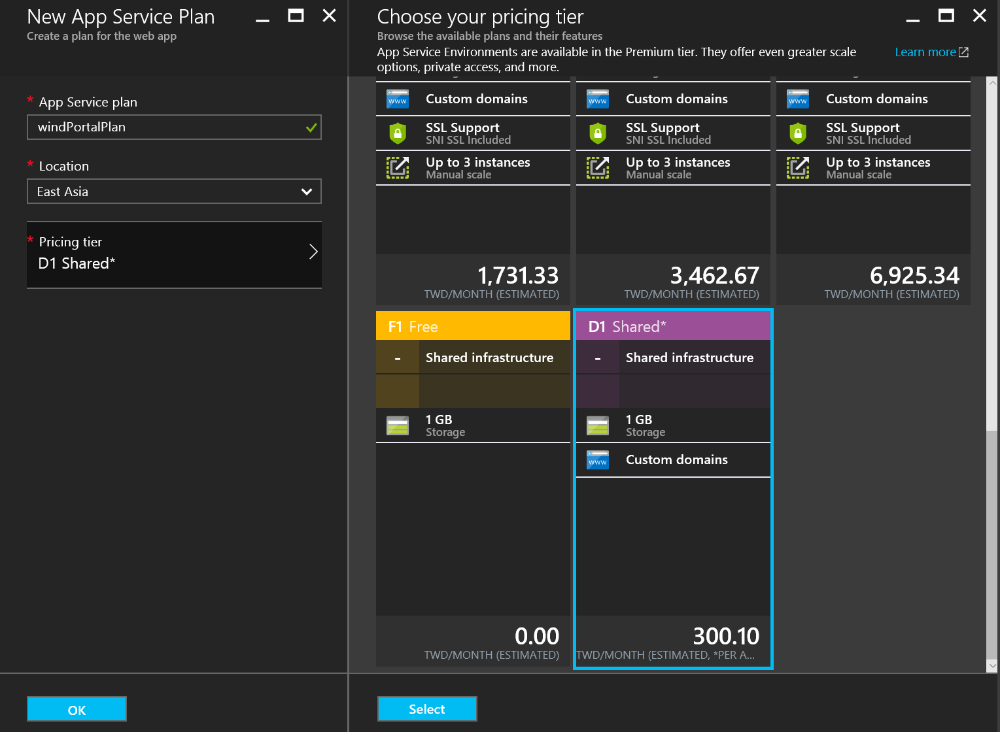 New App Service Plan
Create a plan for the web app
* App Service plan
windPortalPlan
* Location
East Asia
* Pricing tier
D1 Shared*
OK
Choose your pricing tier
Browse the available plans and their features
App Service Environments are available in the Premium tier. They offer even greater scale
options, private access, and more.
Learn more
Custom domains
SSL Support
SNI SSL Included
Up to 3 instances
Manual scale
1,731.33
TWD/MONTH (ESTIMATED)
Custom domains
SSL Support
SNI SSL Included
Up to 3 instances
Manual scale
3,462.67
TWD/MONTH (ESTIMATED)
Custom domains
SSL Support
SNI SSL Included
Up to 3 instances
Manual scale
6,925.34
TWD/MONTH (ESTIMATED)
F1 Free
- Shared infrastructure
1 GB
Storage
0.00
TWD/MONTH (ESTIMATED)
D1 Shared*
- Shared infrastructure
1 GB
Storage
www Custom domains
300.10
TWD/MONTH (ESTIMATED, *PER A...
Select